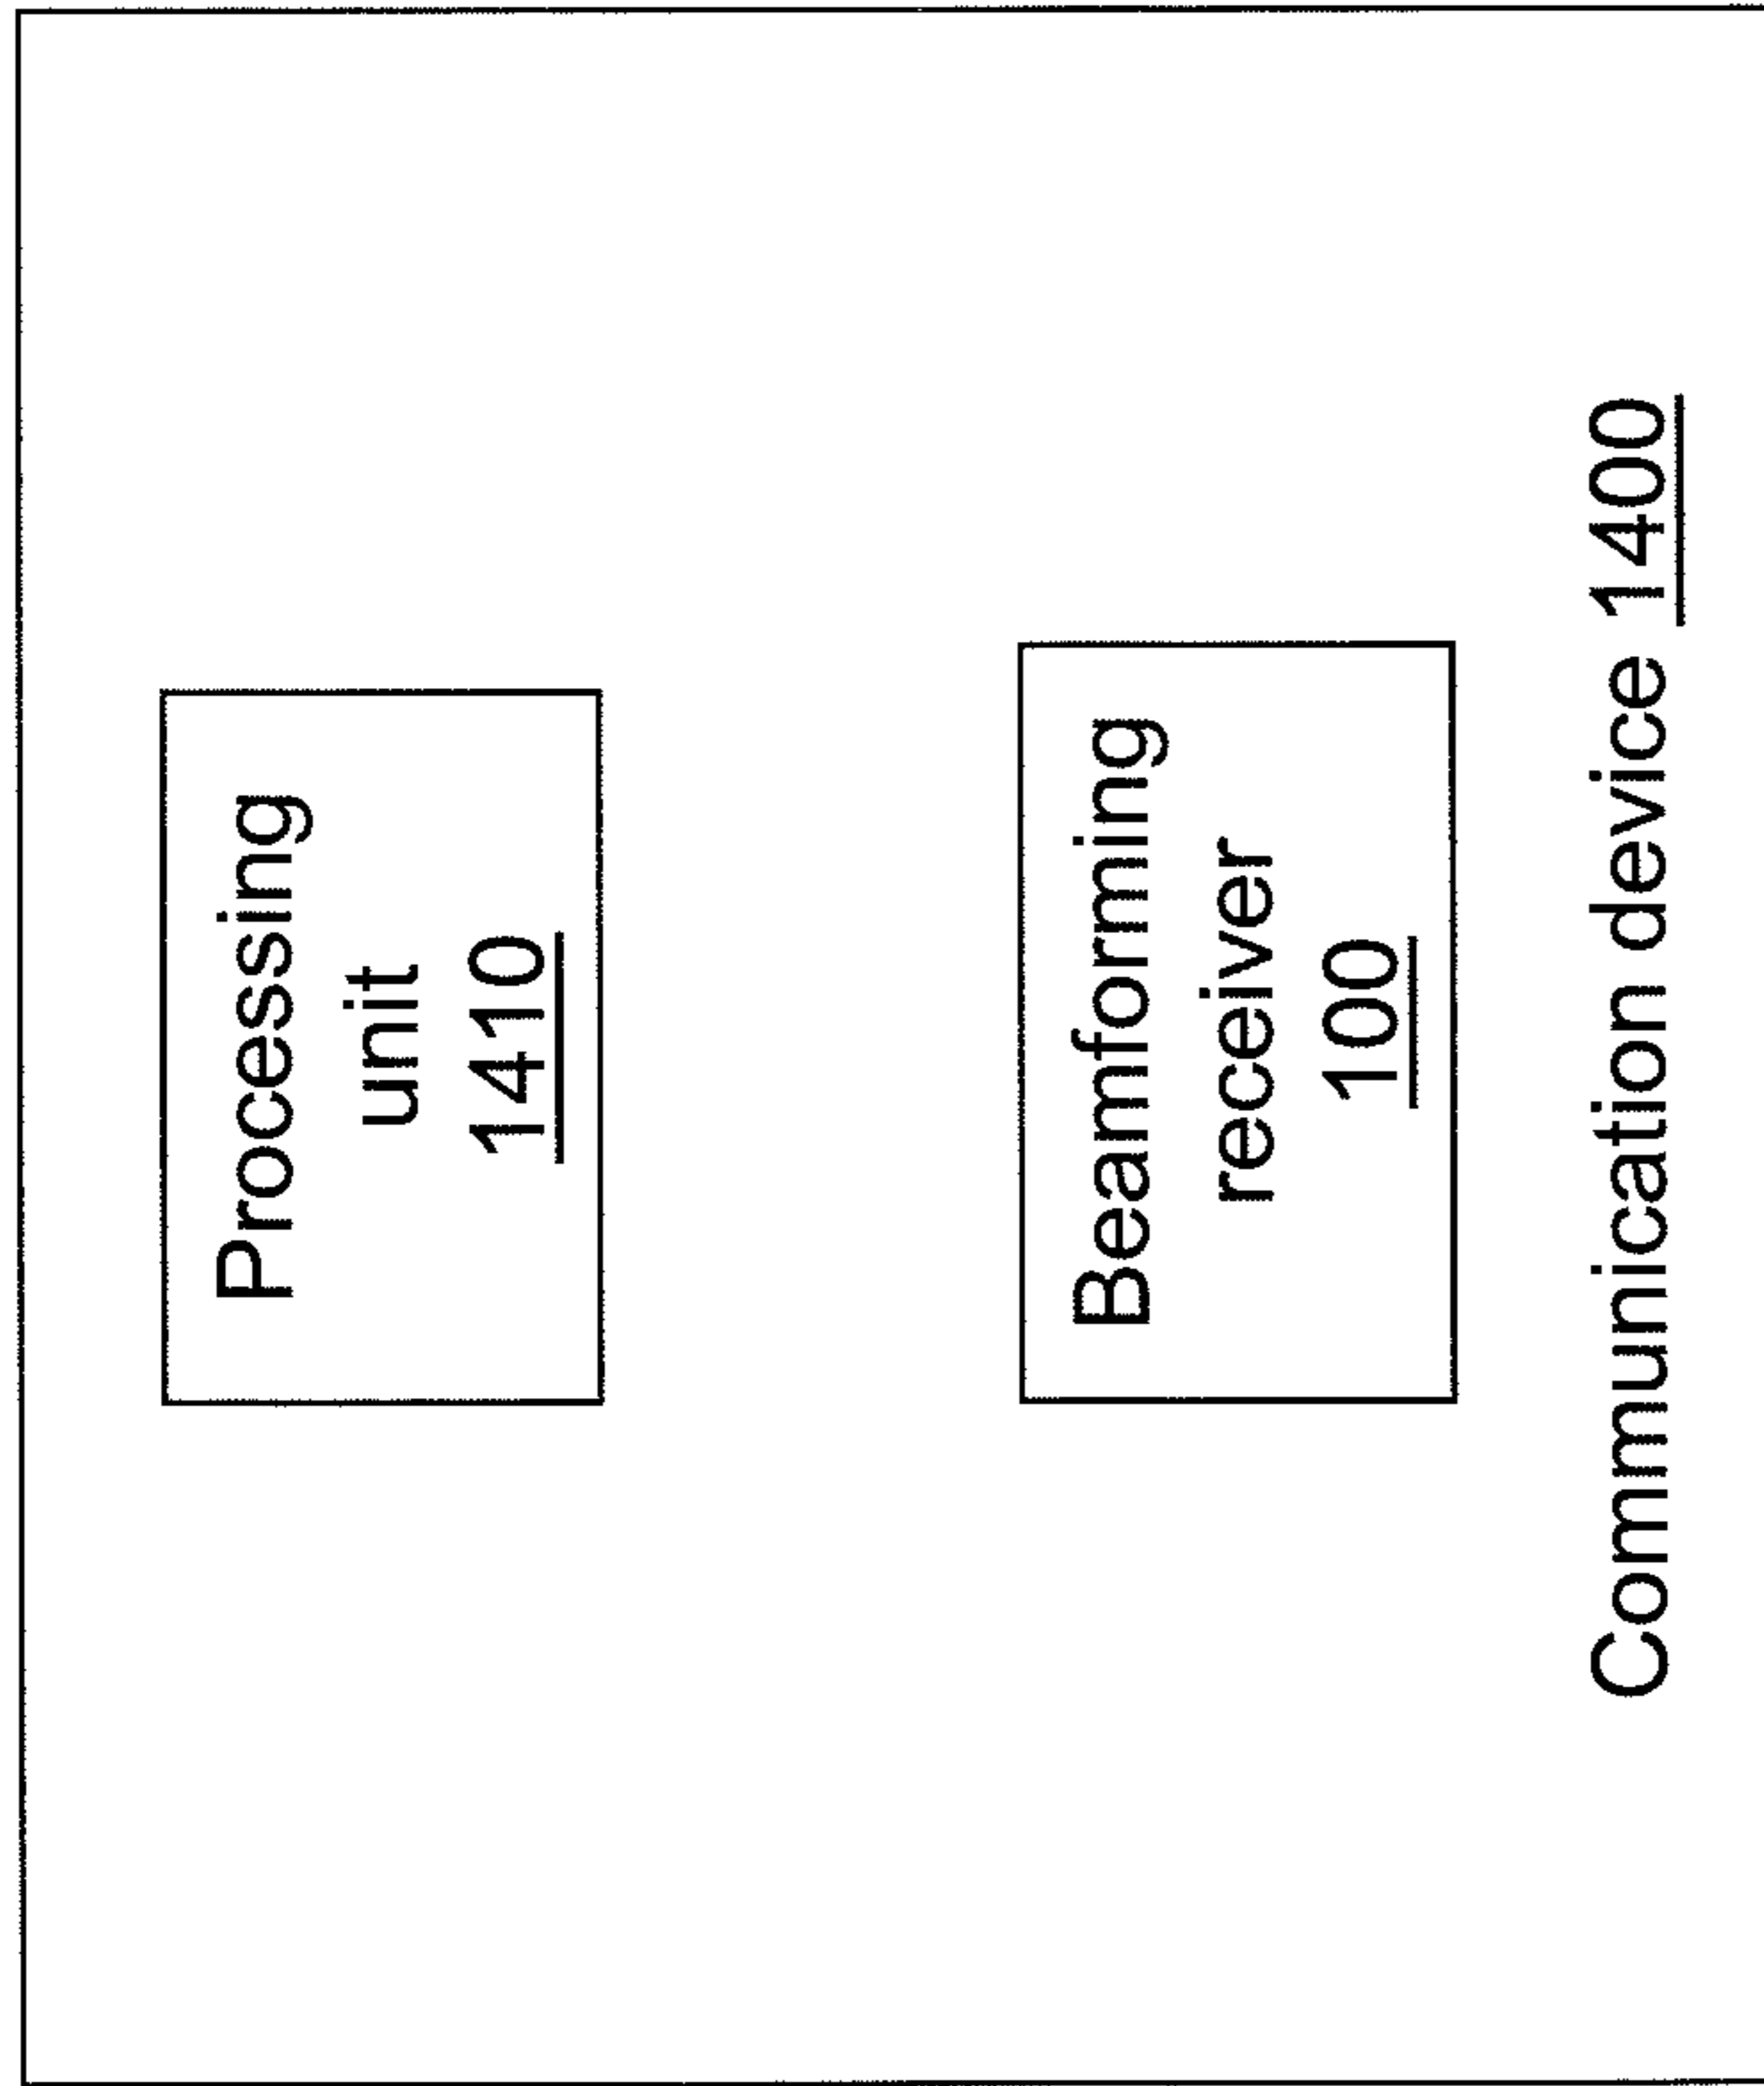 Processing
unit
1410
Beamforming
receiver
100
Communication device 1400